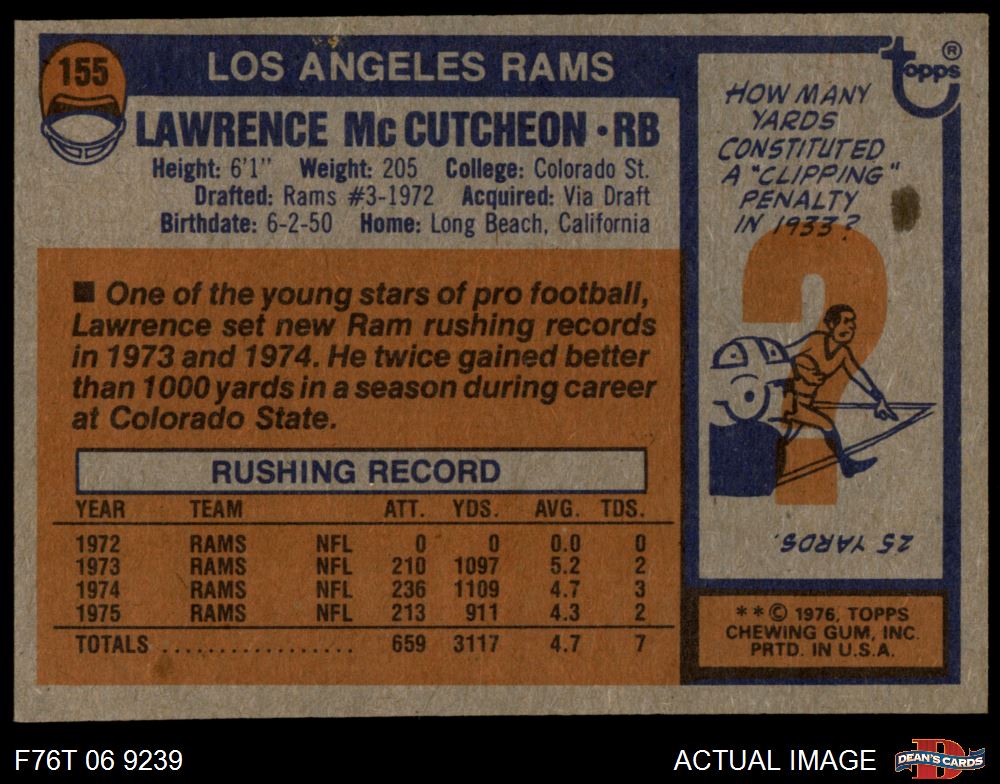 155
LOS ANGELES RAMS
LAWRENCE McCUTCHEON • RB
Height: 6'1" Weight: 205 College: Colorado St.
Drafted: Rams #3-1972 Acquired: Via Draft
Birthdate: 6-2-50 Home: Long Beach, California
■ One of the young stars of pro football,
Lawrence set new Ram rushing records
in 1973 and 1974. He twice gained better
than 1000 yards in a season during career
at Colorado State.
RUSHING RECORD
YEAR TEAM ATT. YDS. AVG. TDS.
1972 RAMS NFL 0 0 0.0 0
1973 RAMS NFL 210 1097 5.2 2
1974 RAMS NFL 236 1109 4.7 3
1975 RAMS NFL 213 911 4.3 2
TOTALS ................. 659 3117 4.7 7
topps ®
HOW MANY
YARDS
CONSTITUTED
A "CLIPPING"
PENALTY
IN 1933?
?
25 YARDS.
* * © 1976, TOPPS
CHEWING GUM, INC.
PRTD. IN U.S.A.
F76T 06 9239
ACTUAL IMAGE
D
DEAN'S CARDS